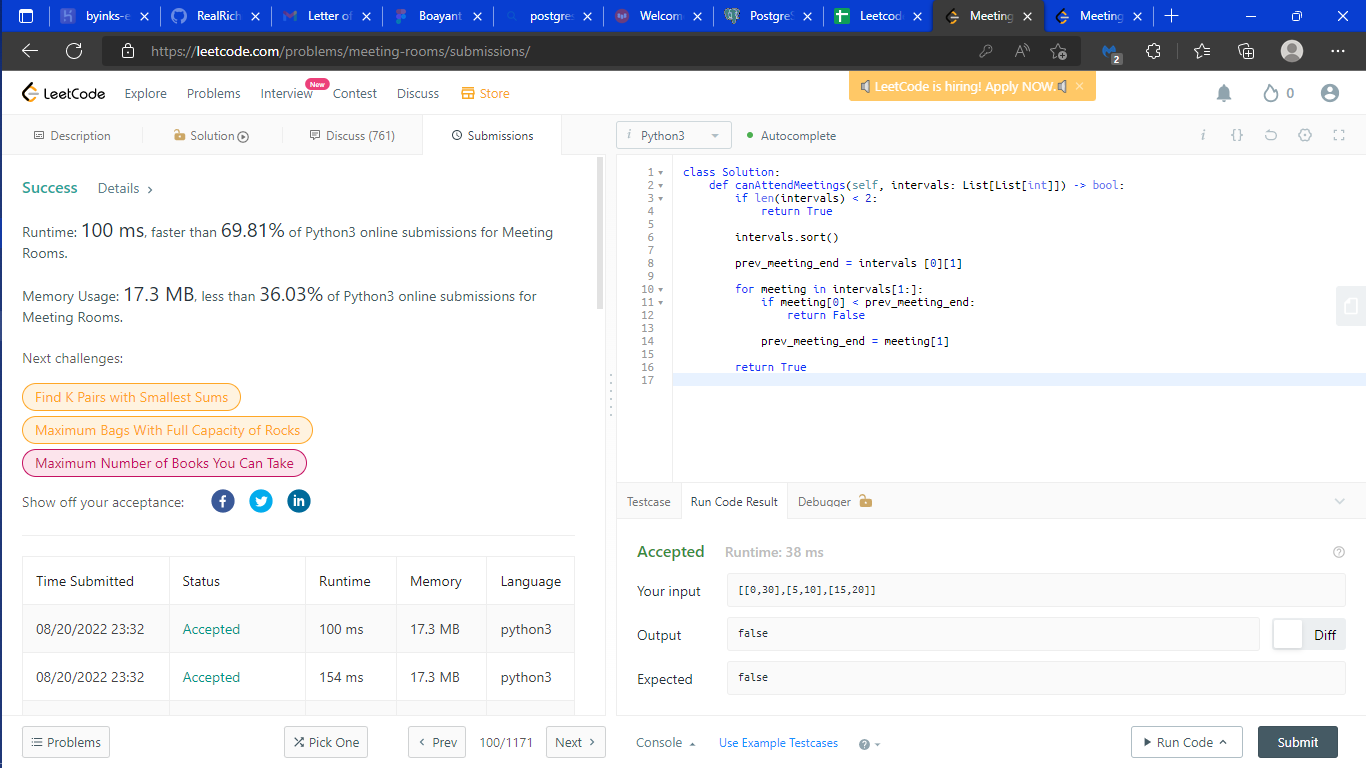 byinks-e
RealRich
Letter of
Boayant
postgre
Welcom
PostgreS
Leetcod
Meeting
Meeting
https://leetcode.com/problems/meeting-rooms/submissions/
2
LeetCode
Explore
Problems
Interview
New
Contest
Discuss
Store
LeetCode is hiring! Apply NOW.
0
Description
Solution
Discuss (761)
Submissions
Python3
Autocomplete
Success
Details
Runtime: 100 ms, faster than 69.81% of Python3 online submissions for Meeting
Rooms.
Memory Usage: 17.3 MB, less than 36.03% of Python3 online submissions for
Meeting Rooms.
Next challenges:
Find K Pairs with Smallest Sums
Maximum Bags With Full Capacity of Rocks
Maximum Number of Books You Can Take
Show off your acceptance:
Time Submitted Status Runtime Memory Language
08/20/2022 23:32 Accepted 100 ms 17.3 MB python3
08/20/2022 23:32 Accepted 154 ms 17.3 MB python3
1 class Solution:
2 def canAttendMeetings(self, intervals: List[List[int]]) -> bool:
3 if len(intervals) < 2:
4 return True
5
6 intervals.sort()
7
8 prev_meeting_end = intervals [0][1]
9
10 for meeting in intervals[1:]:
11 if meeting[0] < prev_meeting_end:
12 return False
13
14 prev_meeting_end = meeting[1]
15
16 return True
17
Testcase
Run Code Result
Debugger
Accepted
Runtime: 38 ms
Your input
[[0,30],[5,10],[15,20]]
Output
false
Diff
Expected
false
Problems
Pick One
Prev
100/1171
Next
Console
Use Example Testcases
Run Code
Submit